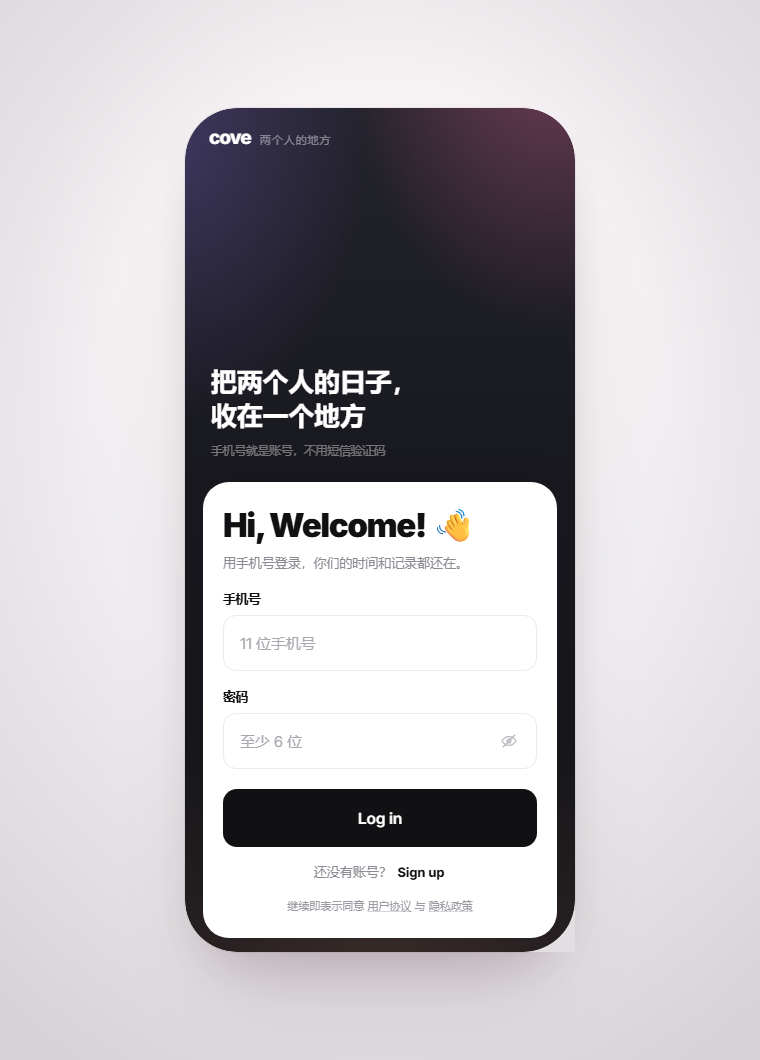 cove 两个人的地方
把两个人的日子，
收在一个地方
手机号就是账号，不用短信验证码
Hi, Welcome! 👋
用手机号登录，你们的时间和记录都还在。
手机号
11 位手机号
密码
至少 6 位
Log in
还没有账号？ Sign up
继续即表示同意 用户协议 与 隐私政策